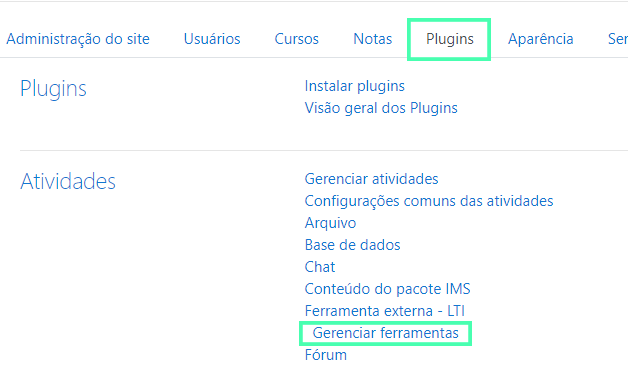 Administração do site Usuários Cursos Notas Plugins Aparência
Plugins
Instalar plugins
Visão geral dos Plugins
Atividades
Gerenciar atividades
Configurações comuns das atividades
Arquivo
Base de dados
Chat
Conteúdo do pacote IMS
Ferramenta externa - LTI
Gerenciar ferramentas
Fórum